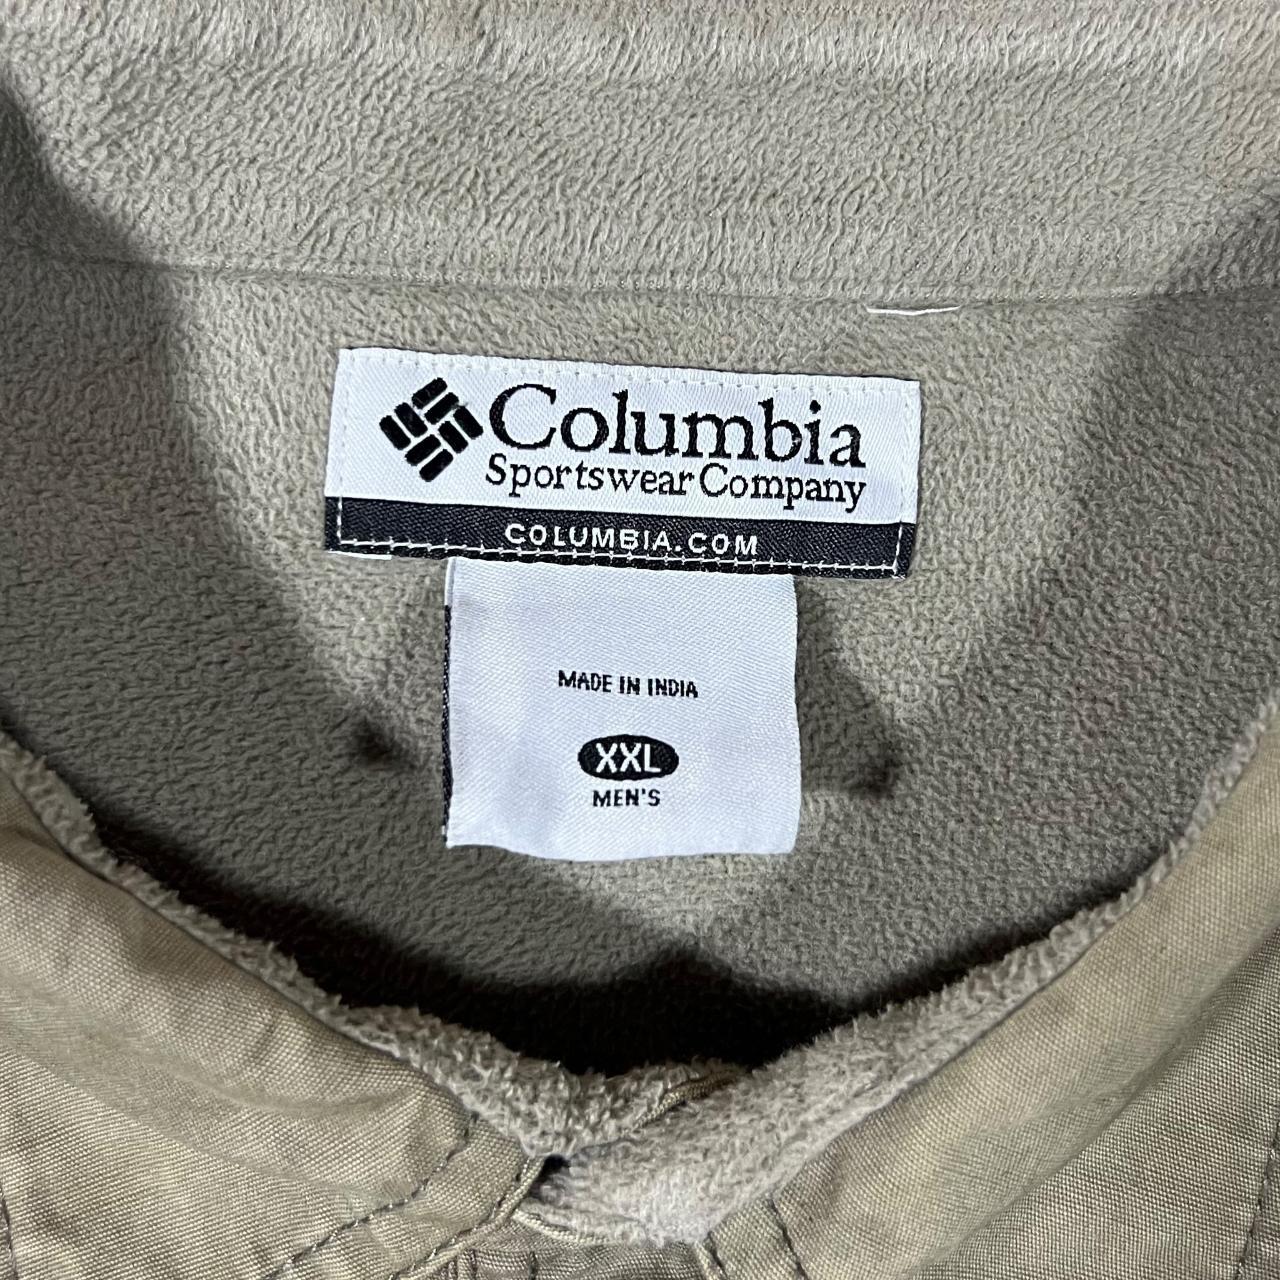 Columbia
Sportswear Company
COLUMBIA.COM
MADE IN INDIA
XXL
MEN'S